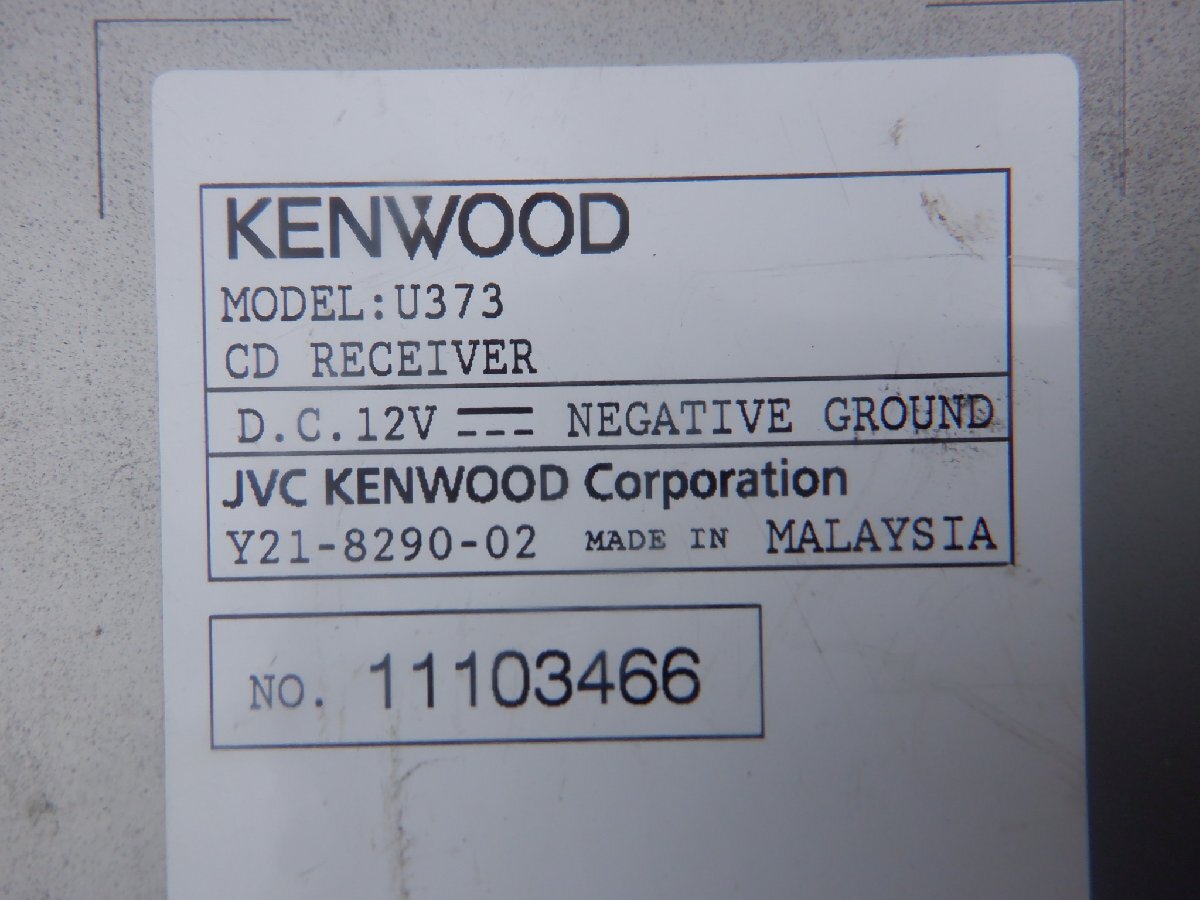 KENWOOD
MODEL:U373
CD RECEIVER
D.C.12V ⎓ NEGATIVE GROUND
JVC KENWOOD Corporation
Y21-8290-02 MADE IN MALAYSIA
NO. 11103466